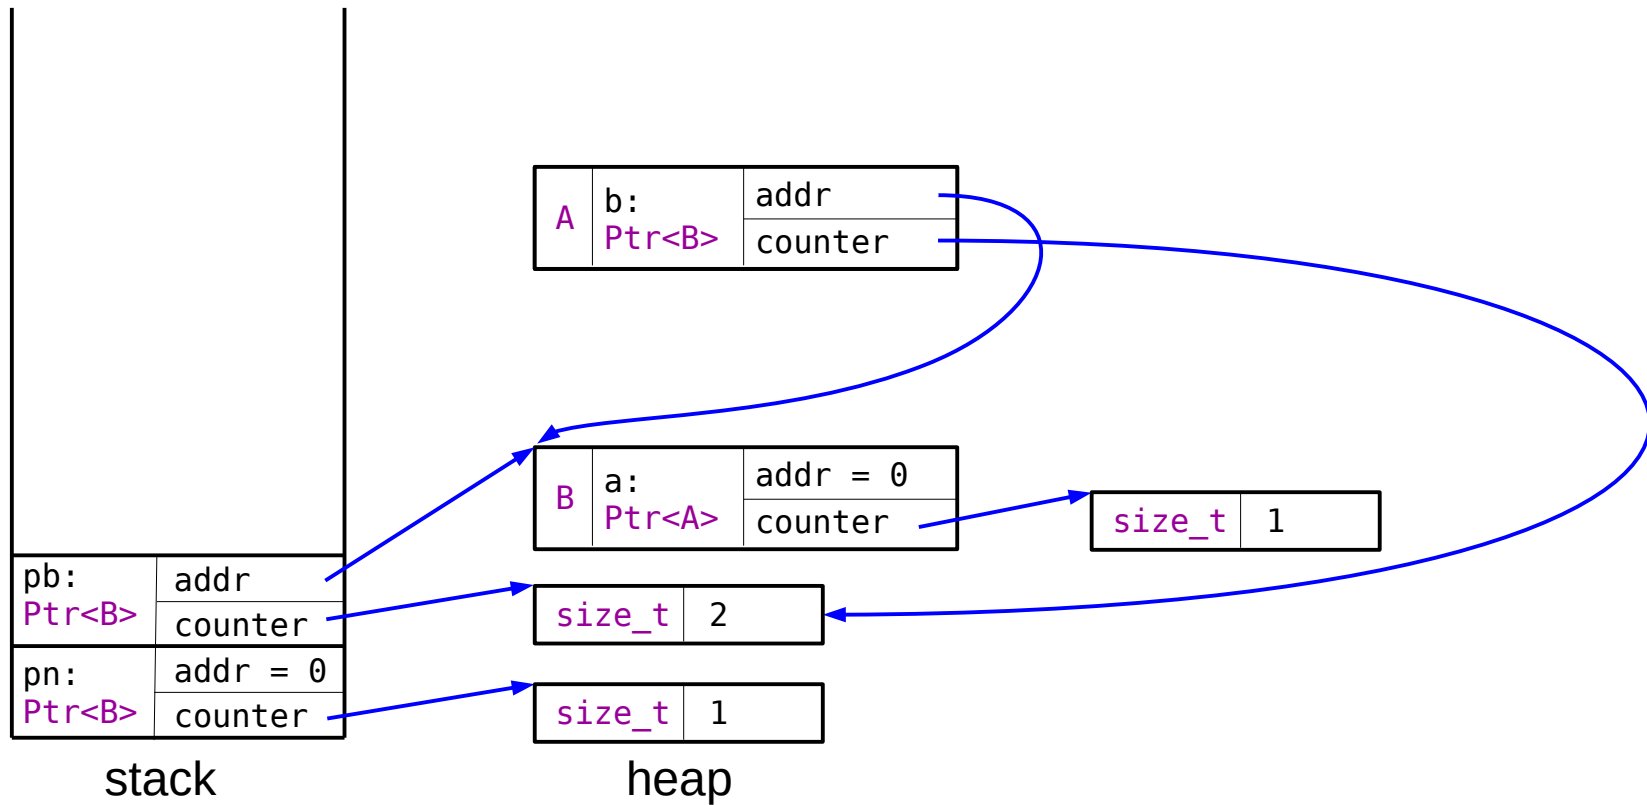 A
b:
Ptr<B>
addr
counter
B
a:
Ptr<A>
addr = 0
counter
size_t 1
pb:
Ptr<B>
addr
counter
size_t 2
pn:
Ptr<B>
addr = 0
counter
size_t 1
stack
heap